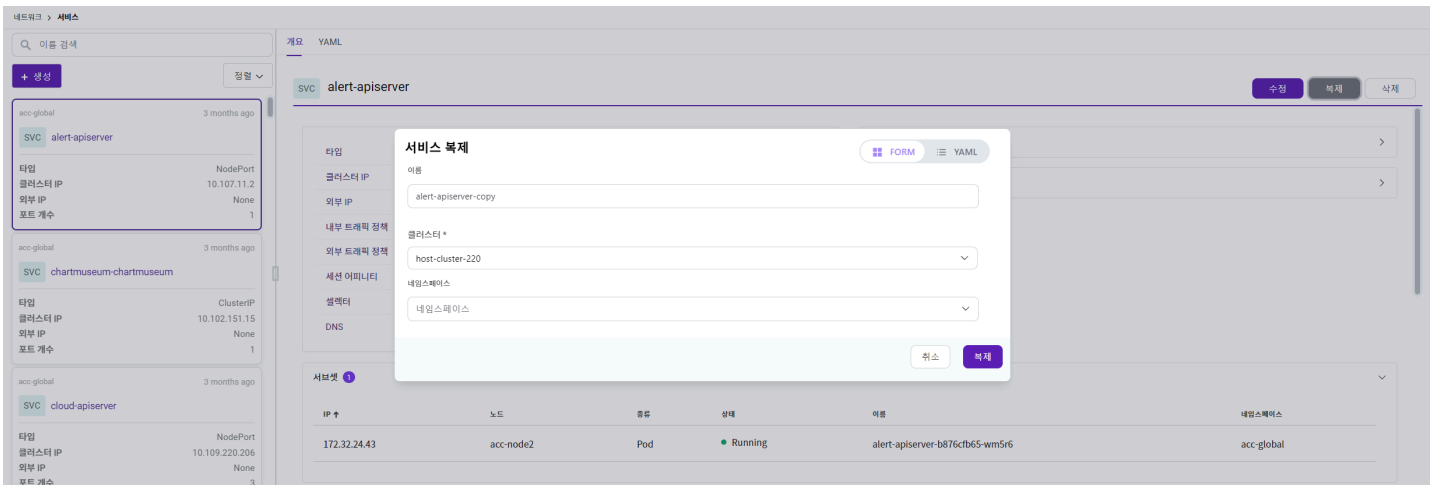 네트워크 > 서비스
이름 검색
+ 생성
정렬
acc-global 3 months ago
SVC alert-apiserver
타입 NodePort
클러스터 IP 10.107.11.2
외부 IP None
포트 개수 1
acc-global 3 months ago
SVC chartmuseum-chartmuseum
타입 ClusterIP
클러스터 IP 10.102.151.15
외부 IP None
포트 개수 1
acc-global 3 months ago
SVC cloud-apiserver
타입 NodePort
클러스터 IP 10.109.220.206
외부 IP None
포트 개수 3
개요 YAML
SVC alert-apiserver
수정 복제 삭제
타입
클러스터 IP
외부 IP
내부 트래픽 정책
외부 트래픽 정책
세션 어피니티
셀렉터
DNS
서비스 복제
FORM YAML
이름
alert-apiserver-copy
클러스터 *
host-cluster-220
네임스페이스
네임스페이스
취소 복제
서브셋 1
IP ↑ 노드 종류 상태 이름 네임스페이스
172.32.24.43 acc-node2 Pod Running alert-apiserver-b876cfb65-wm5r6 acc-global